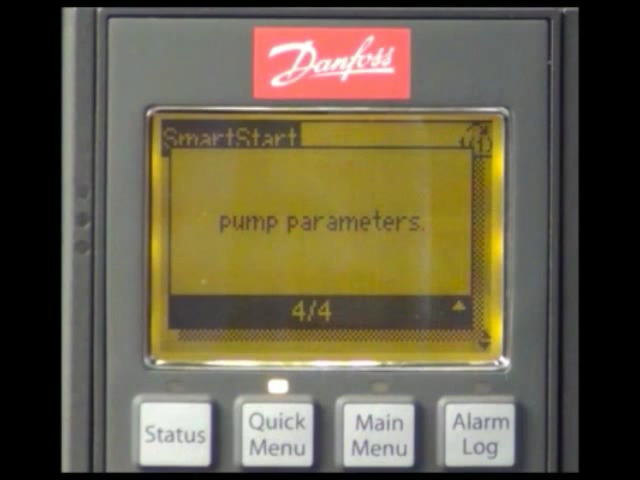 Danfoss
SmartStart
pump parameters.
4/4
Status
Quick
Menu
Main
Menu
Alarm
Log